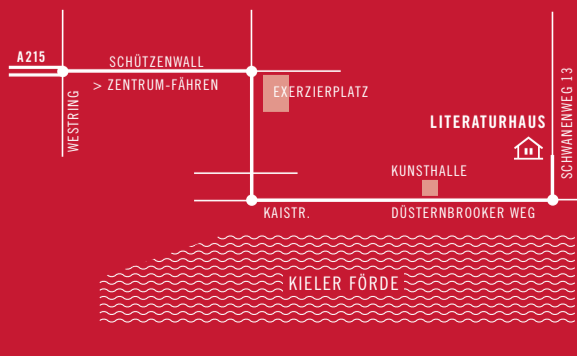 A215
SCHÜTZENWALL
> ZENTRUM-FÄHREN
WESTRING
EXERZIERPLATZ
LITERATURHAUS
SCHWANENWEG 13
KUNSTHALLE
KAISTR.
DÜSTERNBROOKER WEG
KIELER FÖRDE